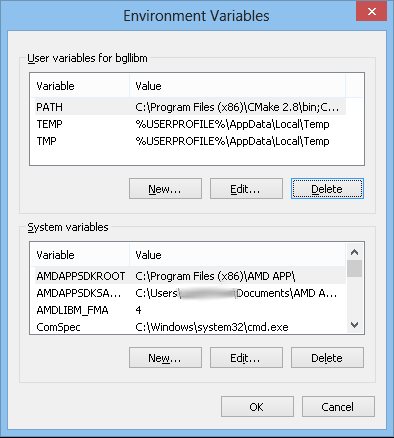 Environment Variables
User variables for bgllibm
Variable Value
PATH C:\Program Files (x86)\CMake 2.8\bin;C...
TEMP %USERPROFILE%\AppData\Local\Temp
TMP %USERPROFILE%\AppData\Local\Temp
New... Edit... Delete
System variables
Variable Value
AMDAPPSDKROOT C:\Program Files (x86)\AMD APP\
AMDAPPSDKSA... C:\Users\ \Documents\AMD A...
AMDLIBM_FMA 4
ComSpec C:\Windows\system32\cmd.exe
New... Edit... Delete
OK Cancel